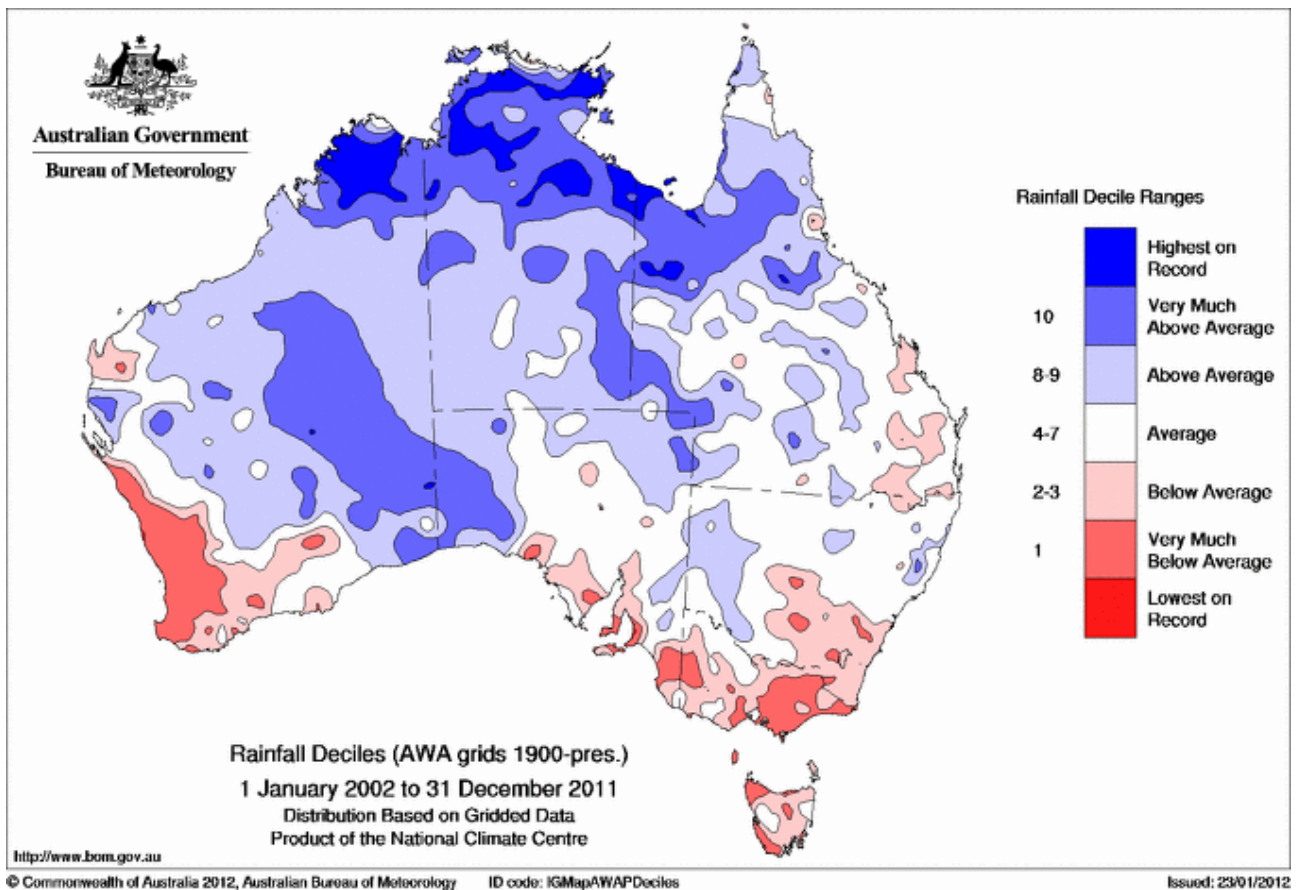 Australian Government
Bureau of Meteorology
Rainfall Decile Ranges
Highest on
Record
10
Very Much
Above Average
8-9
Above Average
4-7
Average
2-3
Below Average
1
Very Much
Below Average
Lowest on
Record
Rainfall Deciles (AWA grids 1900-pres.)
1 January 2002 to 31 December 2011
Distribution Based on Gridded Data
Product of the National Climate Centre
http://www.bom.gov.au
© Commonwealth of Australia 2012, Australian Bureau of Meteorology ID code: IGMapAWAPDeciles Issued: 23/01/2012